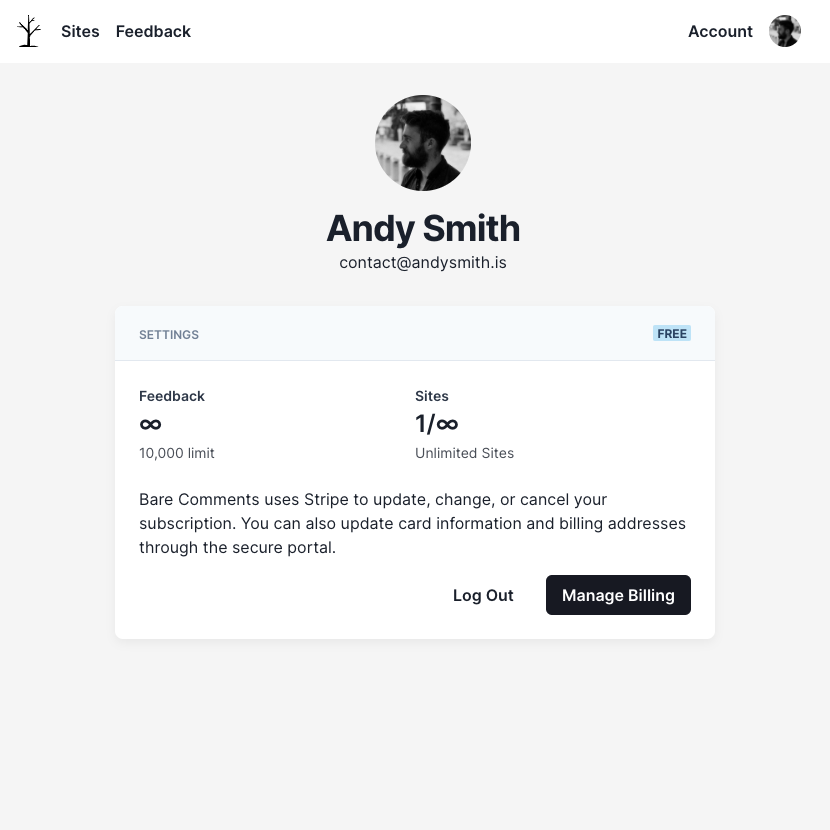 Sites Feedback Account
Andy Smith
contact@andysmith.is
SETTINGS FREE
Feedback Sites
∞ 1/∞
10,000 limit Unlimited Sites
Bare Comments uses Stripe to update, change, or cancel your
subscription. You can also update card information and billing addresses
through the secure portal.
Log Out Manage Billing